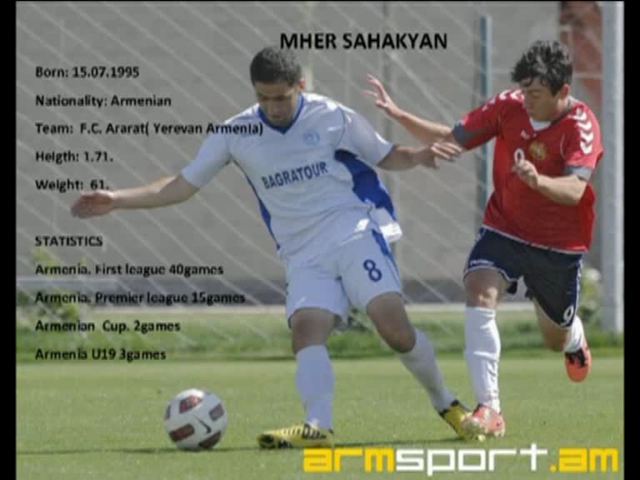 MHER SAHAKYAN
Born: 15.07.1995
Nationality: Armenian
Team: F.C. Ararat( Yerevan Armenia)
Heigth: 1.71.
Weight: 61.
STATISTICS
Armenia. First league 40games
Armenia. Premier league 15games
Armenian Cup. 2games
Armenia U19 3games
BAGRATOUR
8
9
9
armsport.am